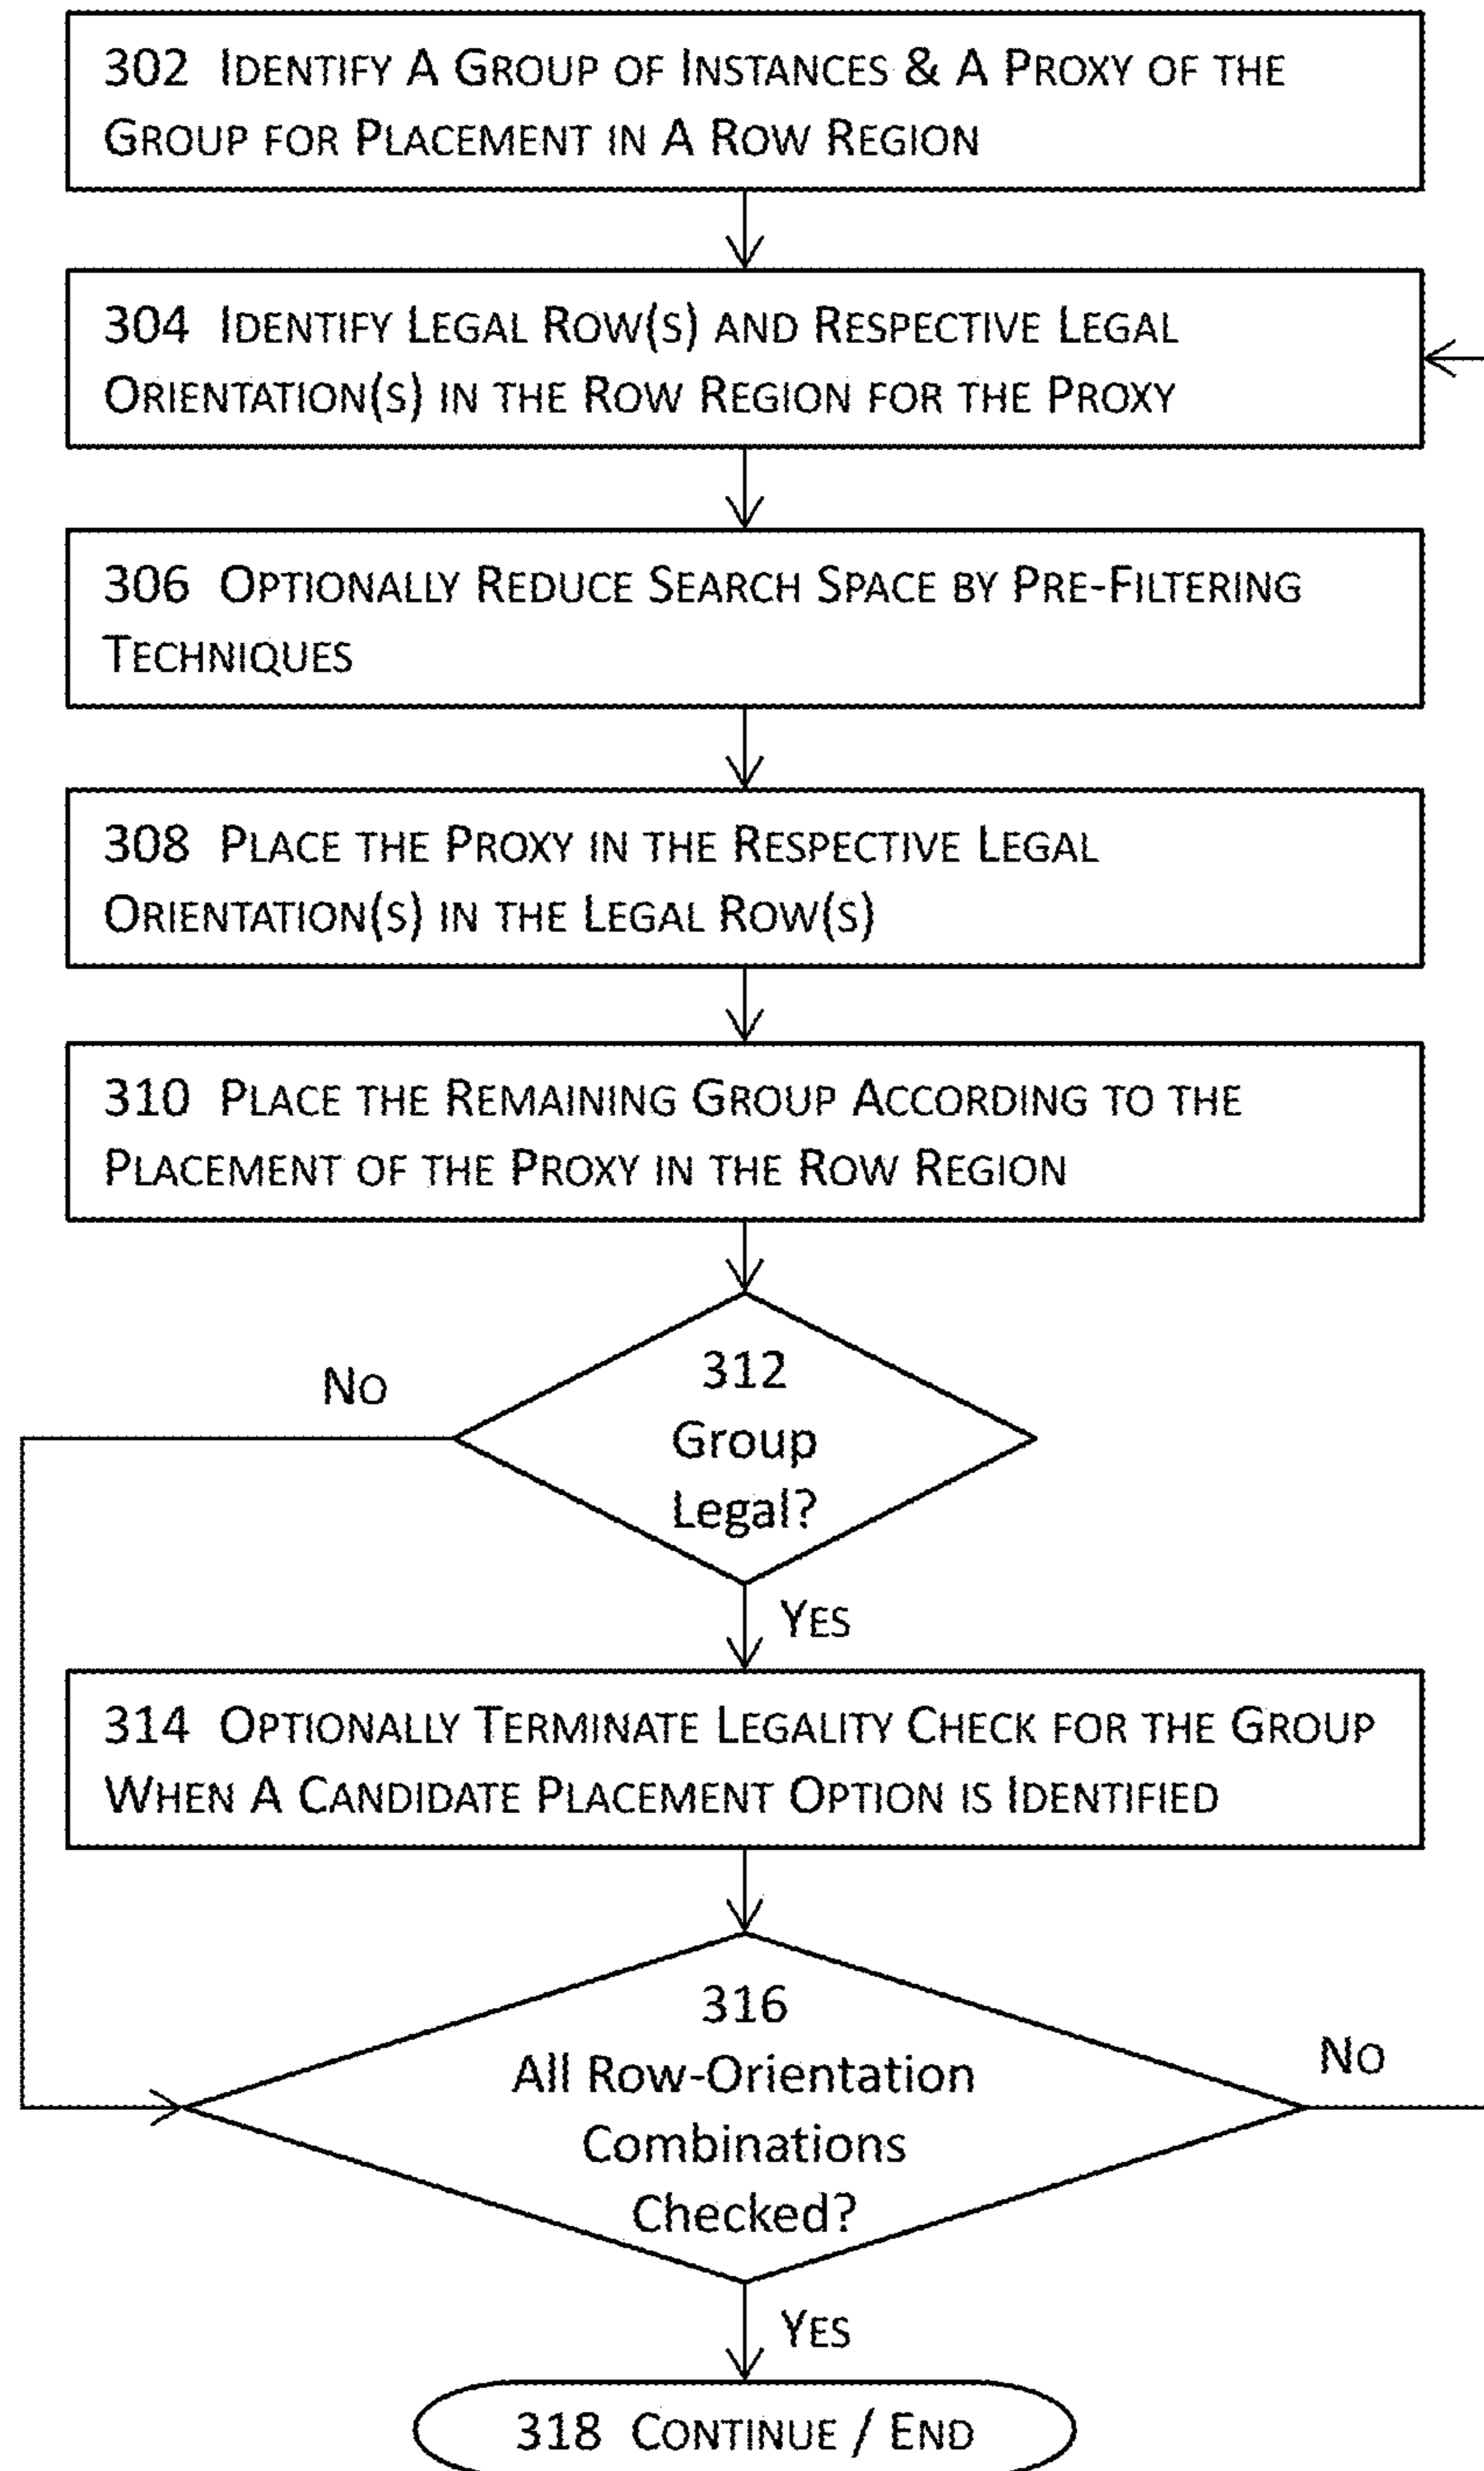 302 IDENTIFY A GROUP OF INSTANCES & A PROXY OF THE
GROUP FOR PLACEMENT IN A ROW REGION
304 IDENTIFY LEGAL ROW(S) AND RESPECTIVE LEGAL
ORIENTATION(S) IN THE ROW REGION FOR THE PROXY
306 OPTIONALLY REDUCE SEARCH SPACE BY PRE-FILTERING
TECHNIQUES
308 PLACE THE PROXY IN THE RESPECTIVE LEGAL
ORIENTATION(S) IN THE LEGAL ROW(S)
310 PLACE THE REMAINING GROUP ACCORDING TO THE
PLACEMENT OF THE PROXY IN THE ROW REGION
312
Group
Legal?
NO
YES
314 OPTIONALLY TERMINATE LEGALITY CHECK FOR THE GROUP
WHEN A CANDIDATE PLACEMENT OPTION IS IDENTIFIED
316
All Row-Orientation
Combinations
Checked?
NO
YES
318 CONTINUE / END